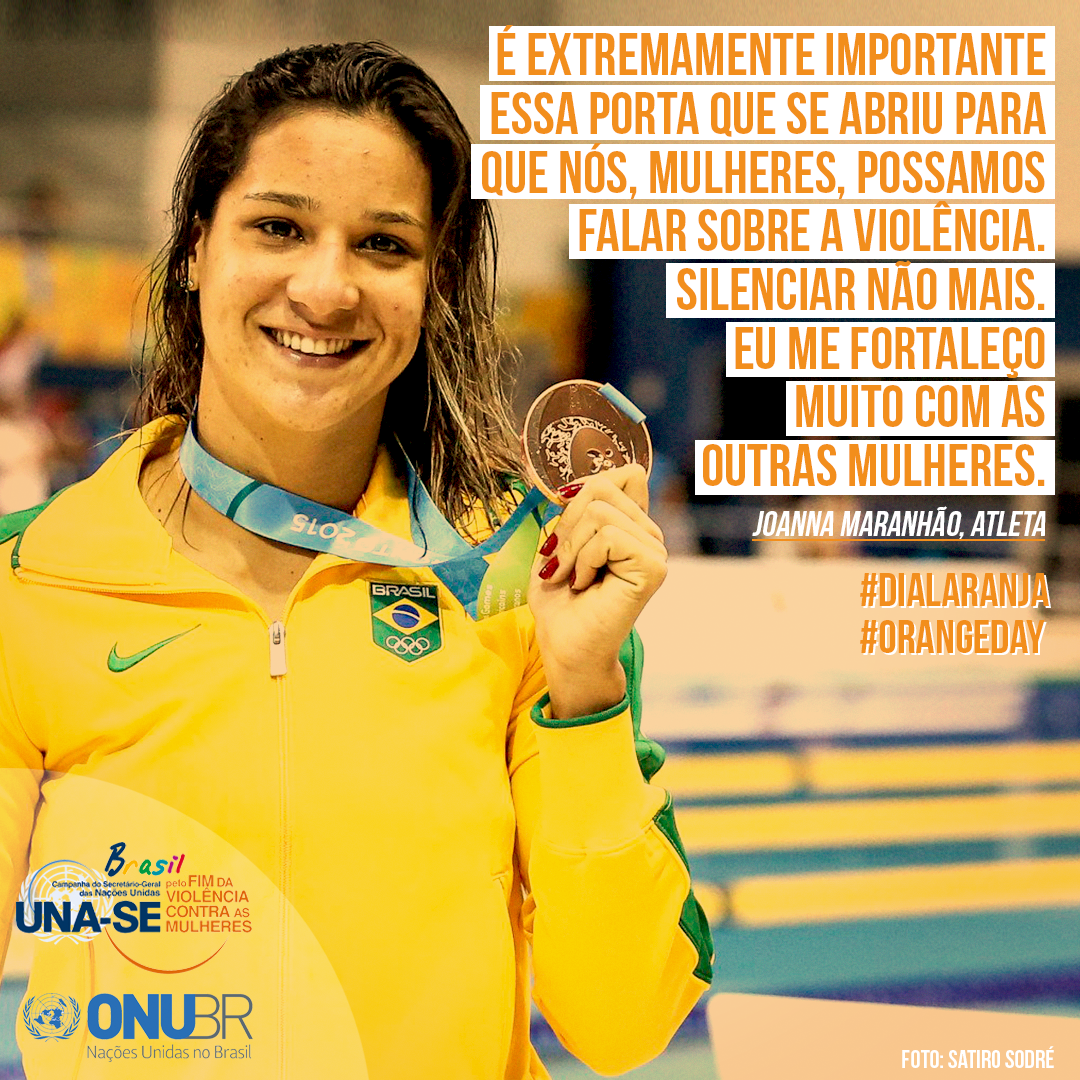 É EXTREMAMENTE IMPORTANTE
ESSA PORTA QUE SE ABRIU PARA
QUE NÓS, MULHERES, POSSAMOS
FALAR SOBRE A VIOLÊNCIA.
SILENCIAR NÃO MAIS.
EU ME FORTALEÇO
MUITO COM AS
OUTRAS MULHERES.
JOANNA MARANHÃO, ATLETA
#DIALARANJA
#ORANGEDAY
2015
BRASIL
Brasil
Campanha do Secretário-Geral
das Nações Unidas
UNA-SE
pelo FIM DA
VIOLÊNCIA
CONTRA AS
MULHERES
ONUBR
Nações Unidas no Brasil
FOTO: SATIRO SODRÉ